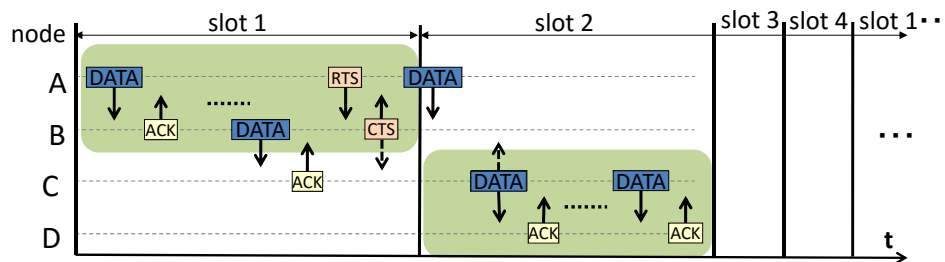 node slot 1 slot 2 slot 3 slot 4 slot 1 ...
A DATA RTS DATA
B ACK ...... DATA CTS ...
C ACK DATA ...... DATA
D ACK ACK t